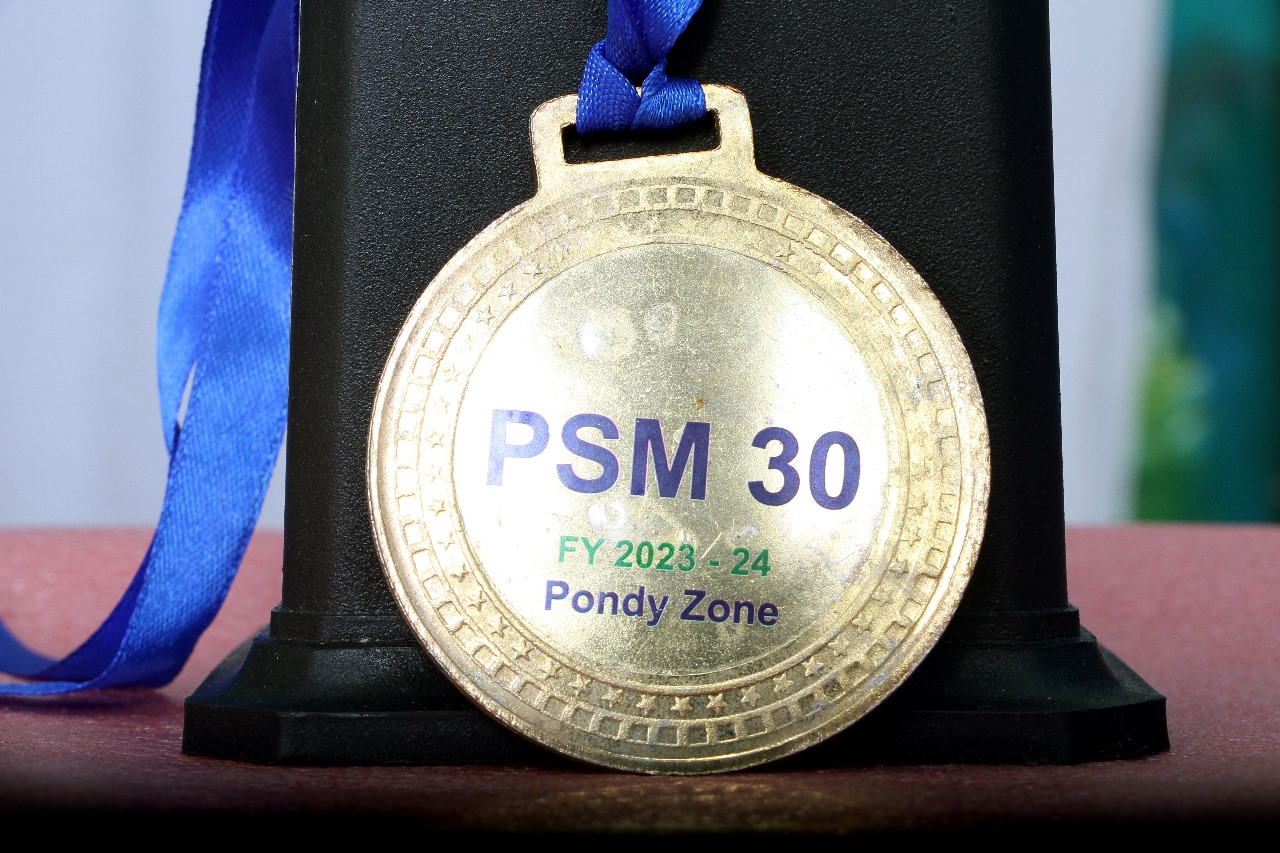 PSM 30
FY 2023 - 24
Pondy Zone